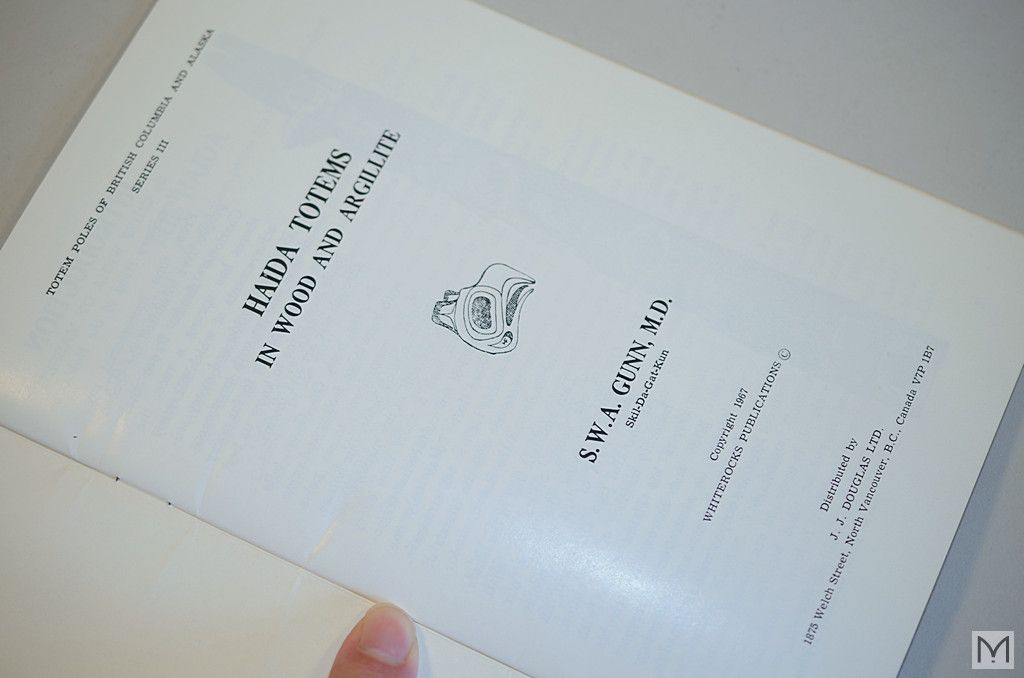 TOTEM POLES OF BRITISH COLUMBIA AND ALASKA
SERIES III
HAIDA TOTEMS
IN WOOD AND ARGILLITE
S.W.A. GUNN, M.D.
Skil-Da-Gat-Kun
Copyright 1967
WHITEROCKS PUBLICATIONS ©
Distributed by
J. J. DOUGLAS LTD.
1875 Welch Street, North Vancouver, B.C., Canada V7P 1B7
M